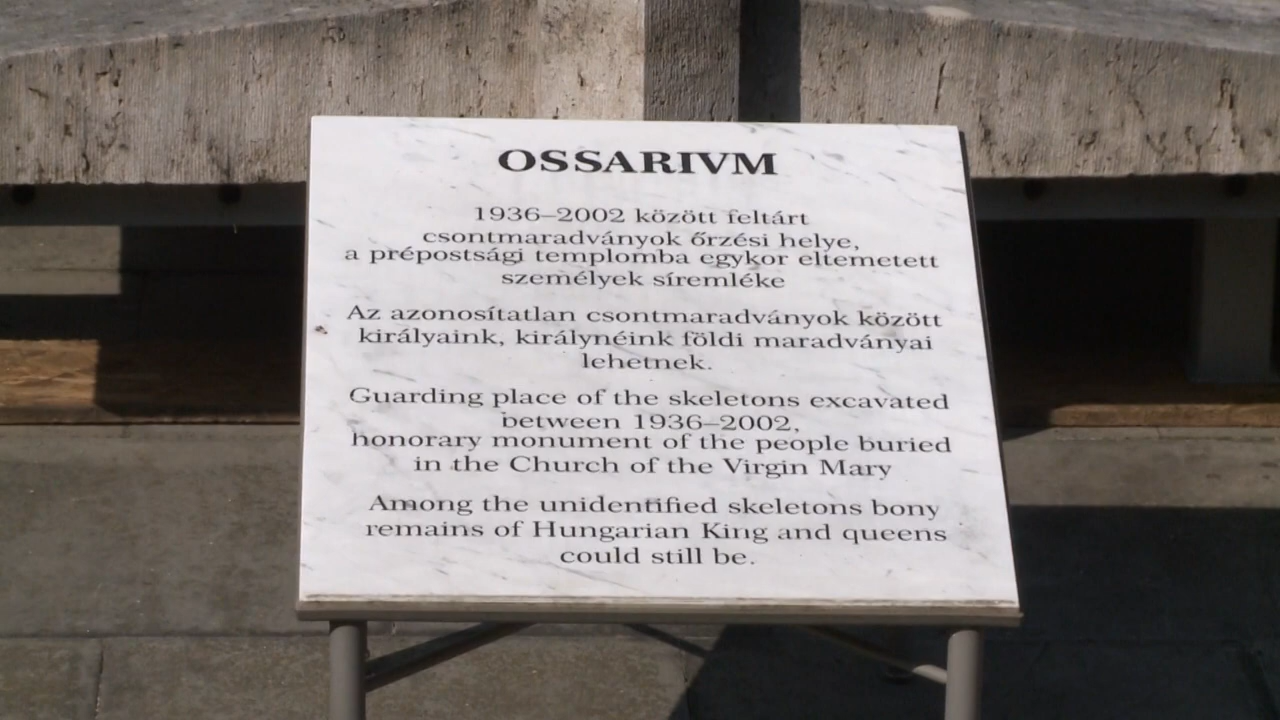 OSSARIVM
1936–2002 között feltárt
csontmaradványok őrzési helye,
a prépostsági templomba egykor eltemetett
személyek síremléke
Az azonosítatlan csontmaradványok között
királyaink, királynéink földi maradványai
lehetnek.
Guarding place of the skeletons excavated
between 1936–2002,
honorary monument of the people buried
in the Church of the Virgin Mary
Among the unidentified skeletons bony
remains of Hungarian King and queens
could still be.